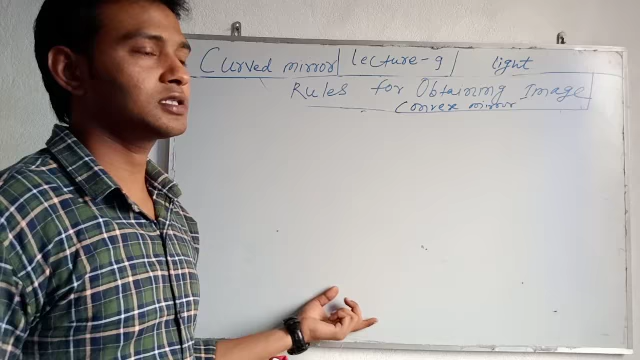 Curved mirror | Lecture-9 | light
Rules for Obtaining Image
Convex mirror